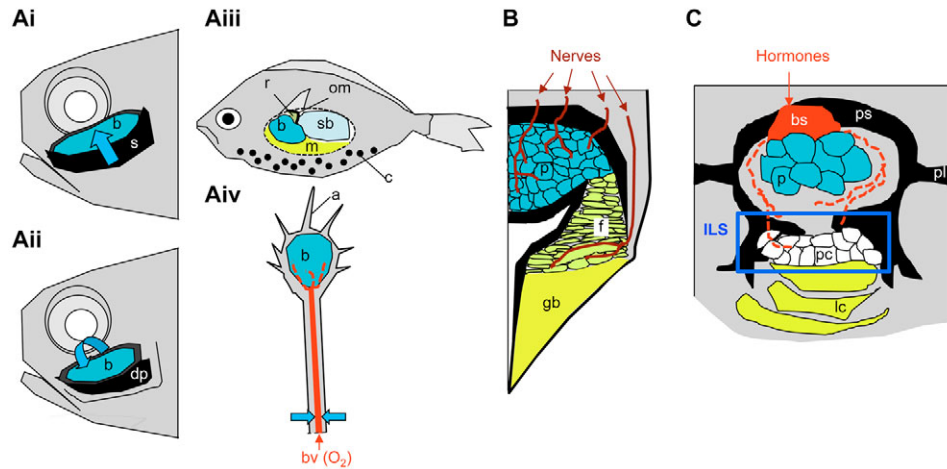 Ai
b
s
Aii
b
dp
Aiii
r
om
b
sb
m
c
Aiv
a
b
bv (O₂)
B
Nerves
p
f
gb
C
Hormones
bs
ps
p
pl
ILS
pc
lc